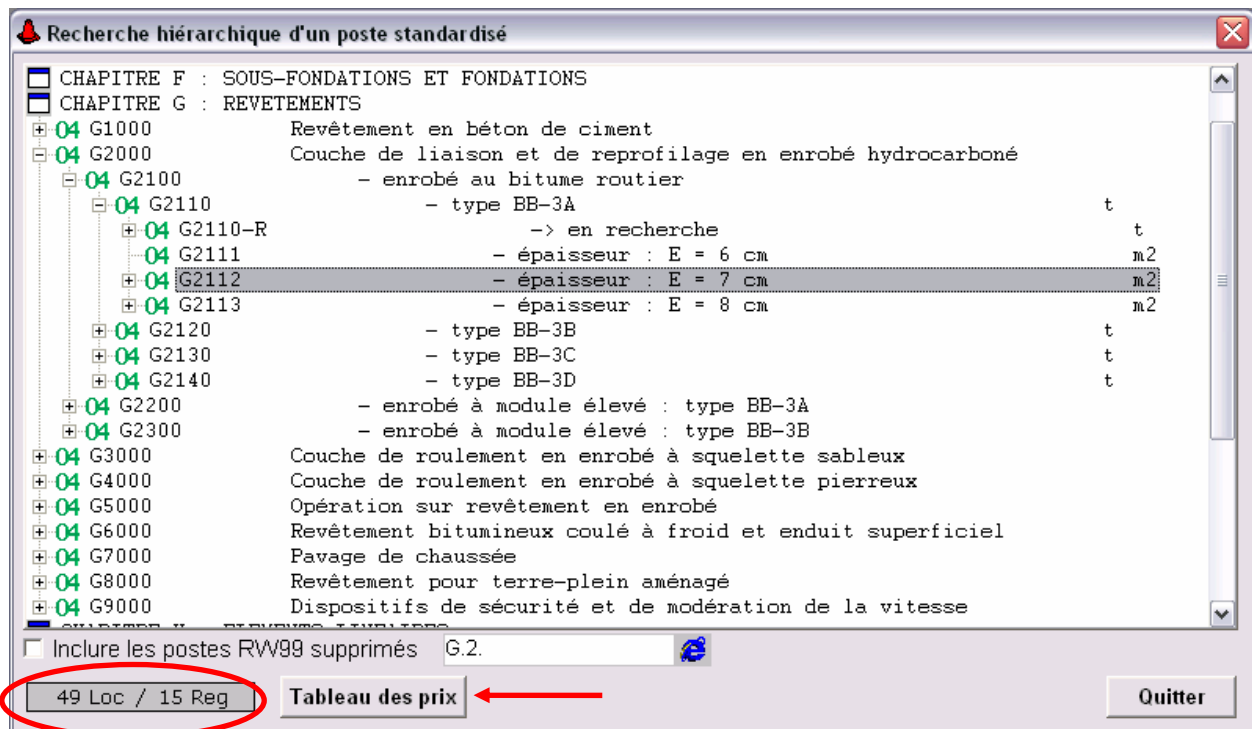 Recherche hiérarchique d'un poste standardisé
CHAPITRE F : SOUS-FONDATIONS ET FONDATIONS
CHAPITRE G : REVETEMENTS
04 G1000 Revêtement en béton de ciment
04 G2000 Couche de liaison et de reprofilage en enrobé hydrocarboné
04 G2100 - enrobé au bitume routier
04 G2110 - type BB-3A t
04 G2110-R -> en recherche t
04 G2111 - épaisseur : E = 6 cm m2
04 G2112 - épaisseur : E = 7 cm m2
04 G2113 - épaisseur : E = 8 cm m2
04 G2120 - type BB-3B t
04 G2130 - type BB-3C t
04 G2140 - type BB-3D t
04 G2200 - enrobé à module élevé : type BB-3A
04 G2300 - enrobé à module élevé : type BB-3B
04 G3000 Couche de roulement en enrobé à squelette sableux
04 G4000 Couche de roulement en enrobé à squelette pierreux
04 G5000 Opération sur revêtement en enrobé
04 G6000 Revêtement bitumineux coulé à froid et enduit superficiel
04 G7000 Pavage de chaussée
04 G8000 Revêtement pour terre-plein aménagé
04 G9000 Dispositifs de sécurité et de modération de la vitesse
Inclure les postes RW99 supprimés G.2.
49 Loc / 15 Reg Tableau des prix Quitter